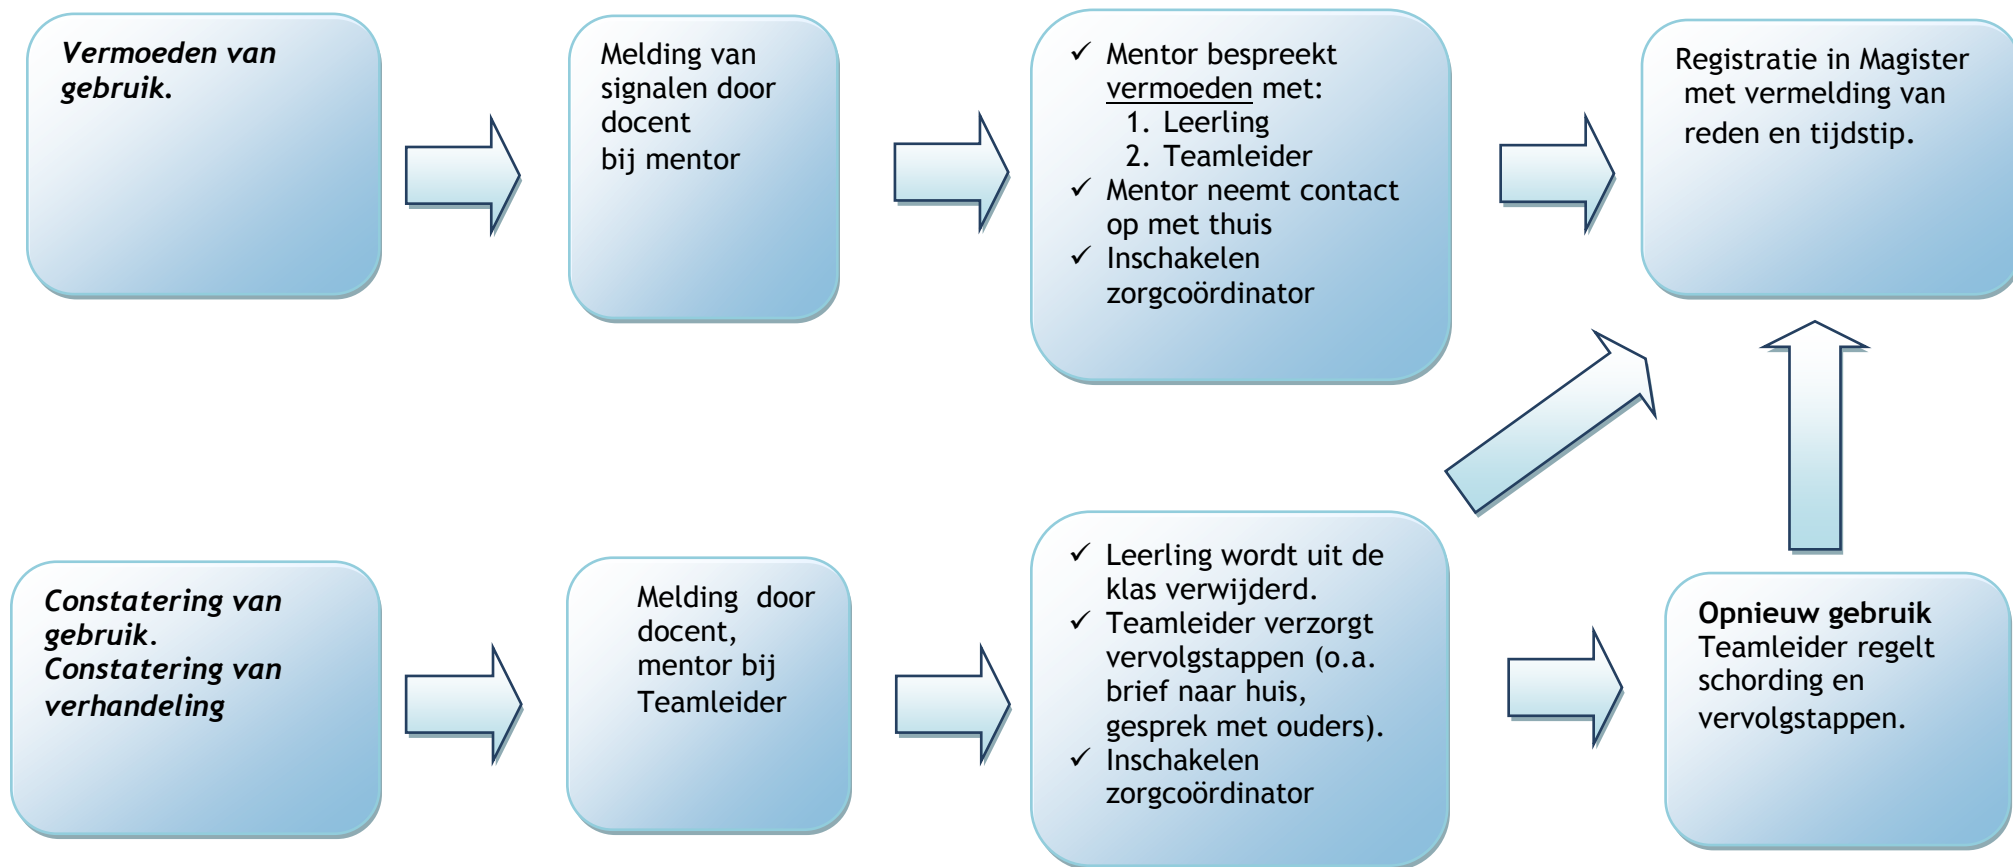 Vermoeden van
gebruik.
Melding van
signalen door
docent
bij mentor
✓ Mentor bespreekt
vermoeden met:
1. Leerling
2. Teamleider
✓ Mentor neemt contact
op met thuis
✓ Inschakelen
zorgcoördinator
Registratie in Magister
met vermelding van
reden en tijdstip.
Constatering van
gebruik.
Constatering van
verhandeling
Melding door
docent,
mentor bij
Teamleider
✓ Leerling wordt uit de
klas verwijderd.
✓ Teamleider verzorgt
vervolgstappen (o.a.
brief naar huis,
gesprek met ouders).
✓ Inschakelen
zorgcoördinator
Opnieuw gebruik
Teamleider regelt
schording en
vervolgstappen.